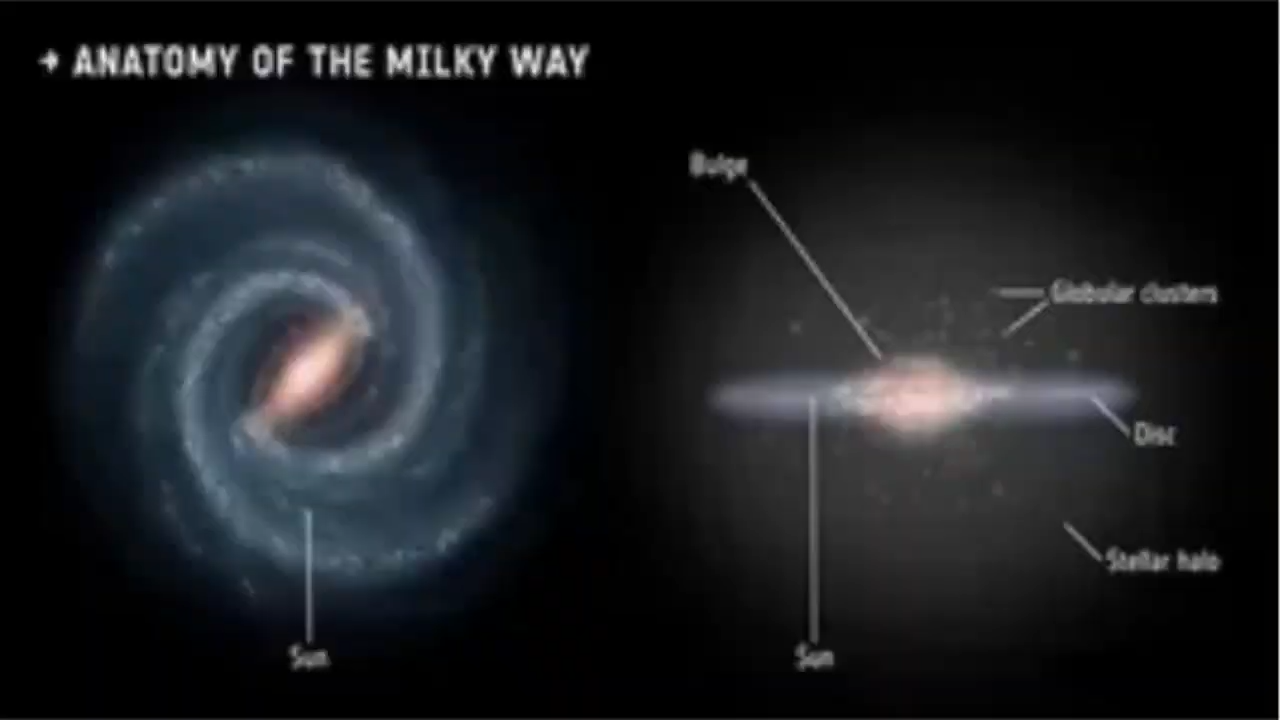 → ANATOMY OF THE MILKY WAY
Bulge
Globular clusters
Disc
Stellar halo
Sun
Sun